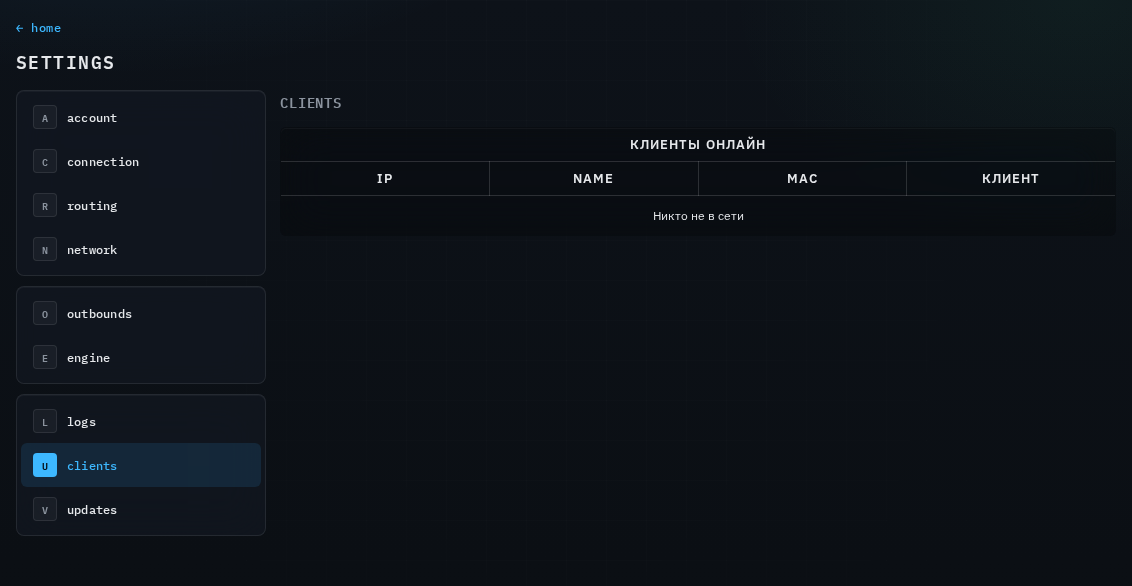 ← home
SETTINGS
A account
C connection
R routing
N network
O outbounds
E engine
L logs
U clients
V updates
CLIENTS
КЛИЕНТЫ ОНЛАЙН
IP NAME MAC КЛИЕНТ
Никто не в сети